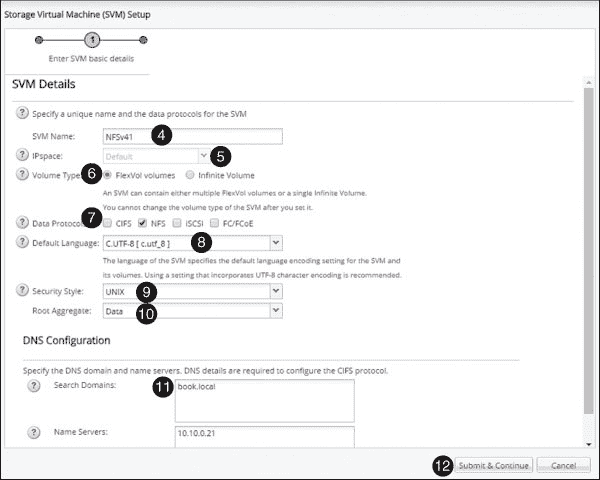 Storage Virtual Machine (SVM) Setup
1
Enter SVM basic details
SVM Details
? Specify a unique name and the data protocols for the SVM
SVM Name: NFSv41 4
? IPspace: Default 5
? Volume Type: 6 FlexVol volumes Infinite Volume
An SVM can contain either multiple FlexVol volumes or a single Infinite Volume.
You cannot change the volume type of the SVM after you set it.
? Data Protocols: 7 CIFS NFS iSCSI FC/FCoE
? Default Language: C.UTF-8 [ c.utf_8 ] 8
The language of the SVM specifies the default language encoding setting for the SVM and
its volumes. Using a setting that incorporates UTF-8 character encoding is recommended.
? Security Style: UNIX 9
Root Aggregate: Data 10
DNS Configuration
Specify the DNS domain and name servers. DNS details are required to configure the CIFS protocol.
? Search Domains: 11 book.local
? Name Servers: 10.10.0.21
12 Submit & Continue Cancel